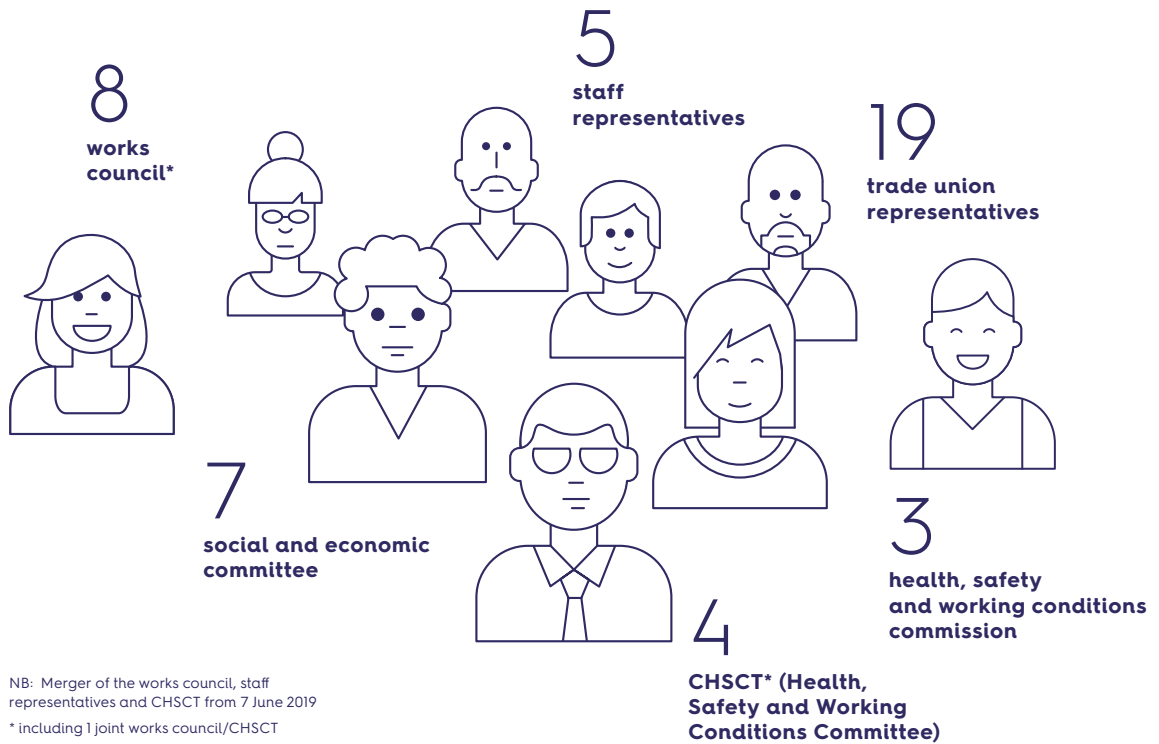 8
works
council*
5
staff
representatives
19
trade union
representatives
7
social and economic
committee
4
CHSCT* (Health,
Safety and Working
Conditions Committee)
3
health, safety
and working conditions
commission
NB: Merger of the works council, staff
representatives and CHSCT from 7 June 2019
* including 1 joint works council/CHSCT